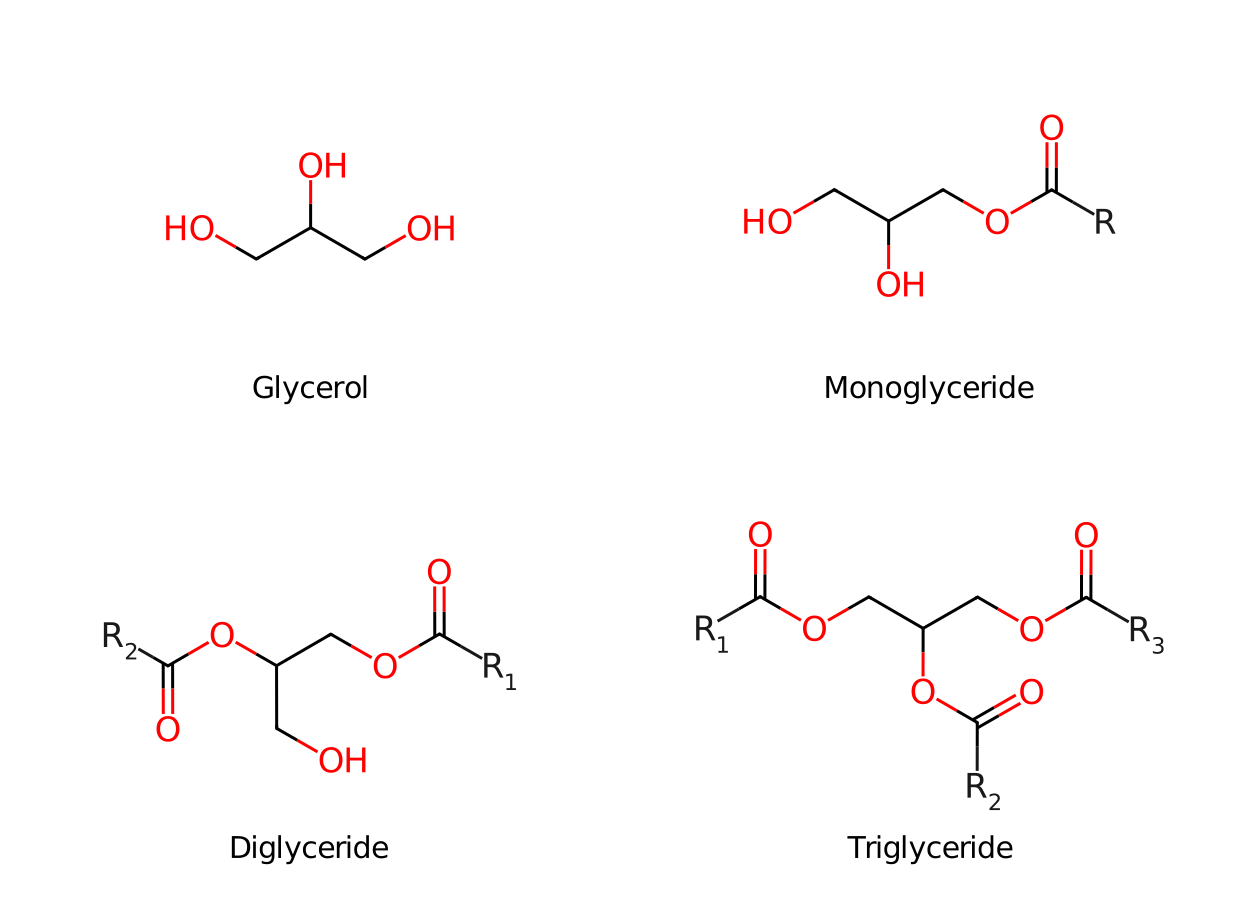 OH
HO
OH
Glycerol
O
HO
O
R
OH
Monoglyceride
O
R2
O
O
R1
O
OH
Diglyceride
O
O
R1
O
O
R3
O
O
R2
Triglyceride